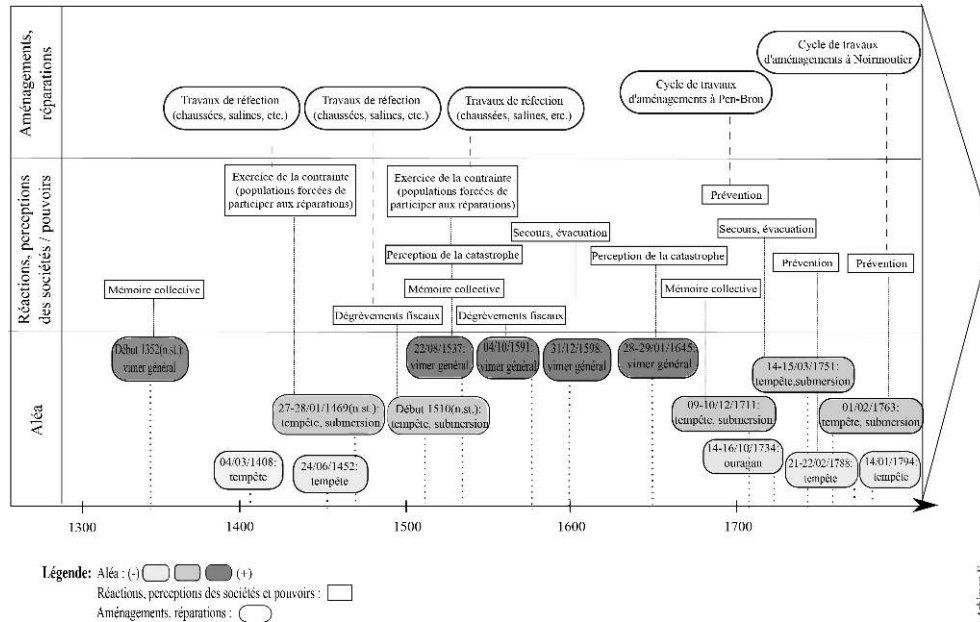 Aménagements,
réparations
Cycle de travaux
d'aménagements à Noirmoutier
Cycle de travaux
d'aménagements à Pen-Bron
Travaux de réfection
(chaussées, salines, etc.)
Travaux de réfection
(chaussées, salines, etc.)
Travaux de réfection
(chaussées, salines, etc.)
Réactions, perceptions
des sociétés / pouvoirs
Exercice de la contrainte
(populations forcées de
participer aux réparations)
Exercice de la contrainte
(populations forcées de
participer aux réparations)
Prévention
Secours, évacuation
Secours, évacuation
Perception de la catastrophe
Perception de la catastrophe
Prévention
Prévention
Mémoire collective
Mémoire collective
Mémoire collective
Dégrèvements fiscaux
Dégrèvements fiscaux
Aléa
Début 1352(n.st.):
vimer général
22/08/1537:
vimer général
04/10/1591:
vimer général
31/12/1598:
vimer général
28-29/01/1645:
vimer général
14-15/03/1751:
tempête,submersion
27-28/01/1469(n.st.):
tempête, submersion
Début 1510(n.st.):
tempête, submersion
09-10/12/1711:
tempête, submersion
01/02/1763:
tempête, submersion
04/03/1408:
tempête
24/06/1452:
tempête
14-16/10/1734:
ouragan
21-22/02/1788:
tempête
14/01/1794:
tempête
1300
1400
1500
1600
1700
Légende: Aléa : (-) (+)
Réactions, perceptions des sociétés et pouvoirs :
Aménagements, réparations :